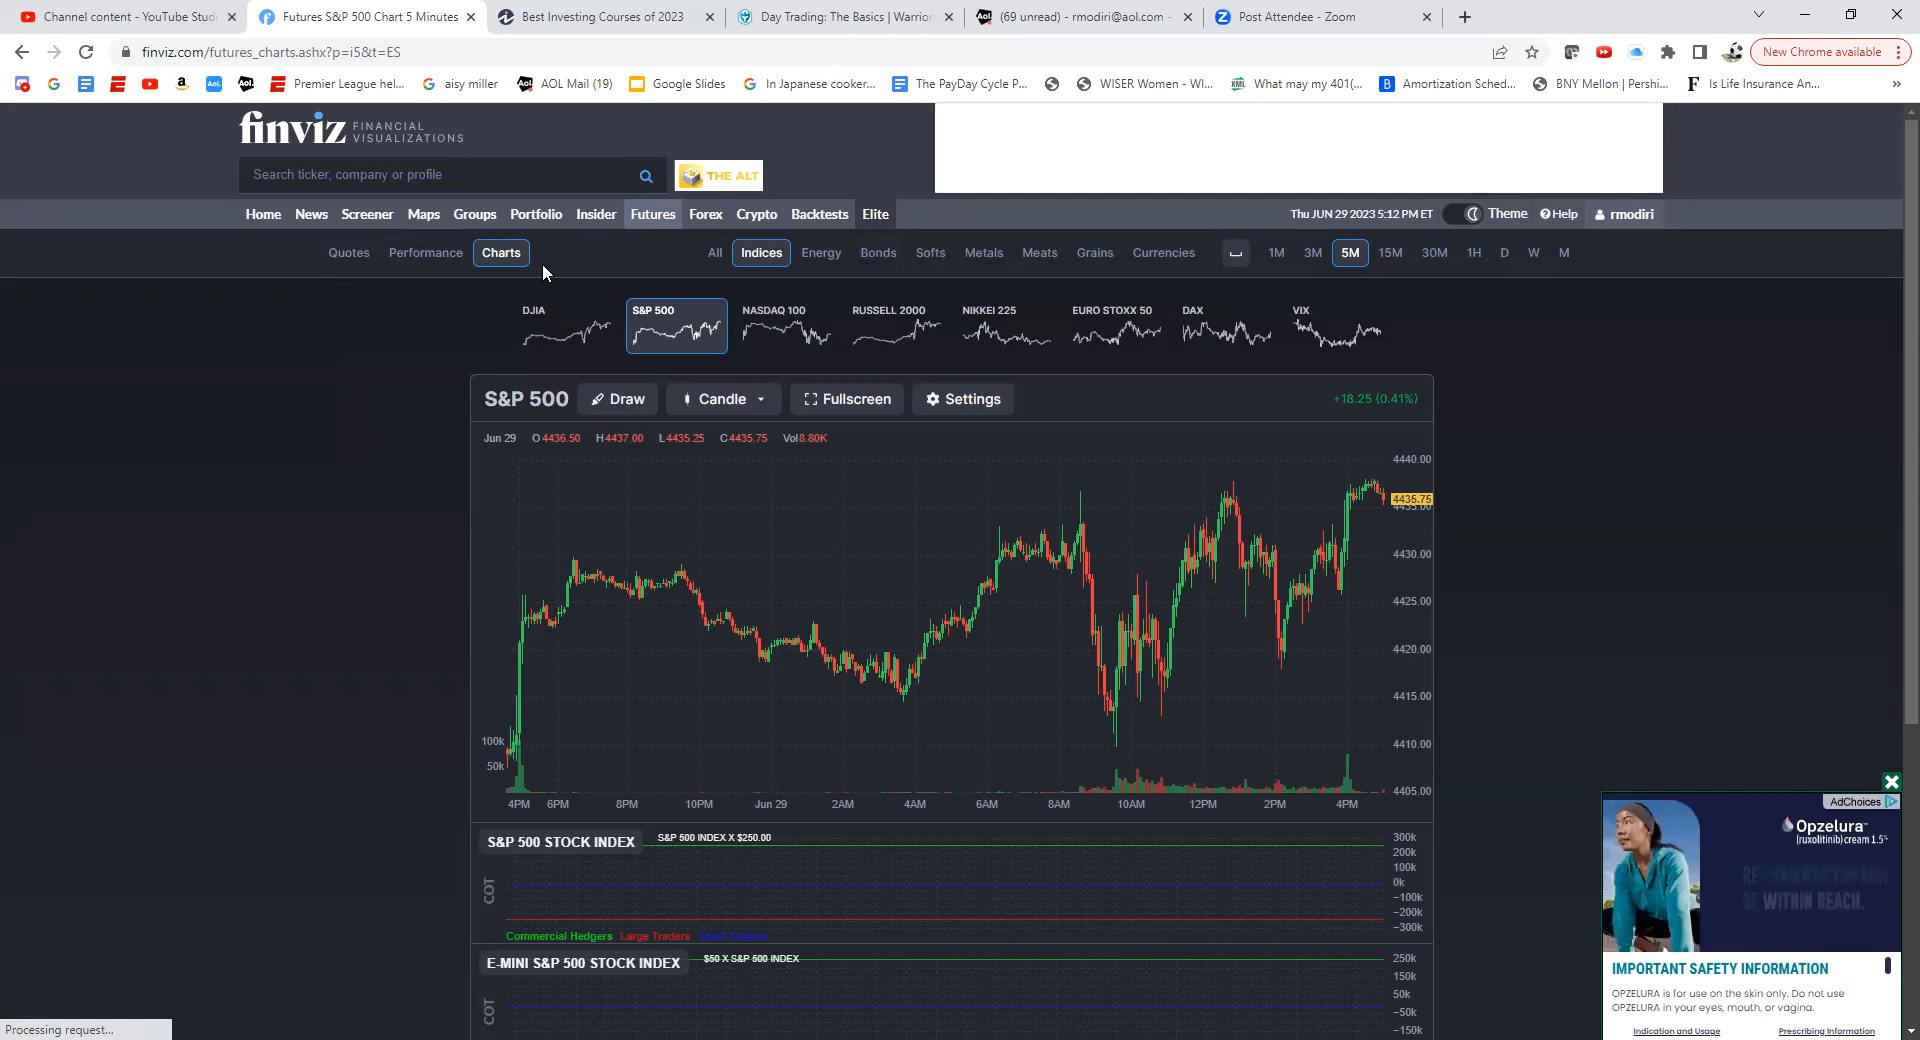 Channel content - YouTube Stud
Futures S&P 500 Chart 5 Minutes
Best Investing Courses of 2023
Day Trading: The Basics | Warrior
(69 unread) - rmodiri@aol.com -
Post Attendee - Zoom
finviz.com/futures_charts.ashx?p=i5&t=ES
New Chrome available
Premier League hel...
aisy miller
AOL Mail (19)
Google Slides
In Japanese cooker...
The PayDay Cycle P...
WISER Women - WI...
What may my 401(...
Amortization Sched...
BNY Mellon | Pershi...
Is Life Insurance An...
finviz FINANCIAL VISUALIZATIONS
Search ticker, company or profile
THE ALT
Home News Screener Maps Groups Portfolio Insider Futures Forex Crypto Backtests Elite
Thu JUN 29 2023 5:12 PM ET Theme Help rmodiri
Quotes Performance Charts
All Indices Energy Bonds Softs Metals Meats Grains Currencies
1M 3M 5M 15M 30M 1H D W M
DJIA S&P 500 NASDAQ 100 RUSSELL 2000 NIKKEI 225 EURO STOXX 50 DAX VIX
S&P 500 Draw Candle Fullscreen Settings +18.25 (0.41%)
Jun 29 O4436.50 H4437.00 L4435.25 C4435.75 Vol8.80K
4440.00
4435.75
4435.00
4430.00
4425.00
4420.00
4415.00
100k
4410.00
50k
4405.00
4PM 6PM 8PM 10PM Jun 29 2AM 4AM 6AM 8AM 10AM 12PM 2PM 4PM
S&P 500 STOCK INDEX
S&P 500 INDEX X $250.00
300k
200k
100k
0k
-100k
-200k
-300k
COT
Commercial Hedgers Large Traders Small Traders
E-MINI S&P 500 STOCK INDEX
$50 X S&P 500 INDEX
250k
150k
50k
-50k
-150k
COT
AdChoices
Opzelura™
(ruxolitinib) cream 1.5%
BE WITHIN REACH.
IMPORTANT SAFETY INFORMATION
OPZELURA is for use on the skin only. Do not use
OPZELURA in your eyes, mouth, or vagina.
Indication and Usage
Prescribing Information
Processing request...